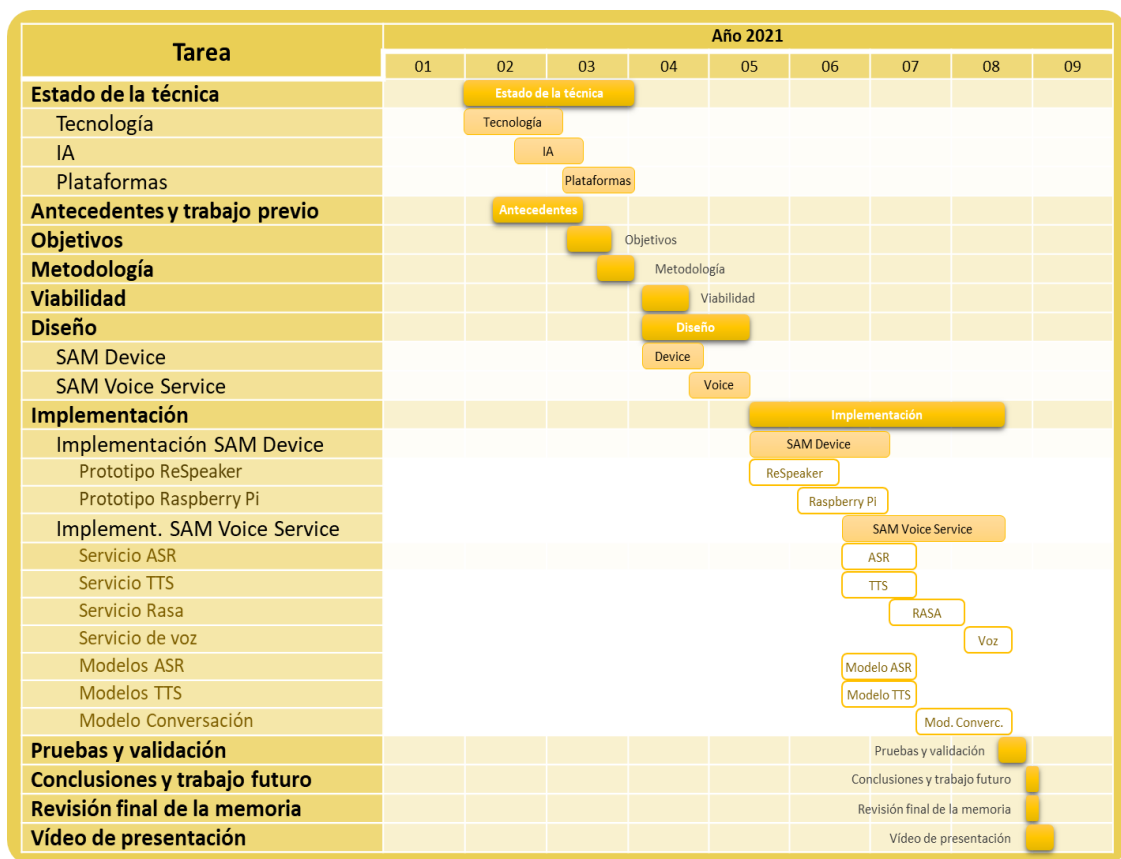 Tarea
Año 2021
01 02 03 04 05 06 07 08 09
Estado de la técnica Estado de la técnica
Tecnología Tecnología
IA IA
Plataformas Plataformas
Antecedentes y trabajo previo Antecedentes
Objetivos Objetivos
Metodología Metodología
Viabilidad Viabilidad
Diseño Diseño
SAM Device Device
SAM Voice Service Voice
Implementación Implementación
Implementación SAM Device SAM Device
Prototipo ReSpeaker ReSpeaker
Prototipo Raspberry Pi Raspberry Pi
Implement. SAM Voice Service SAM Voice Service
Servicio ASR ASR
Servicio TTS TTS
Servicio Rasa RASA
Servicio de voz Voz
Modelos ASR Modelo ASR
Modelos TTS Modelo TTS
Modelo Conversación Mod. Converc.
Pruebas y validación Pruebas y validación
Conclusiones y trabajo futuro Conclusiones y trabajo futuro
Revisión final de la memoria Revisión final de la memoria
Vídeo de presentación Vídeo de presentación